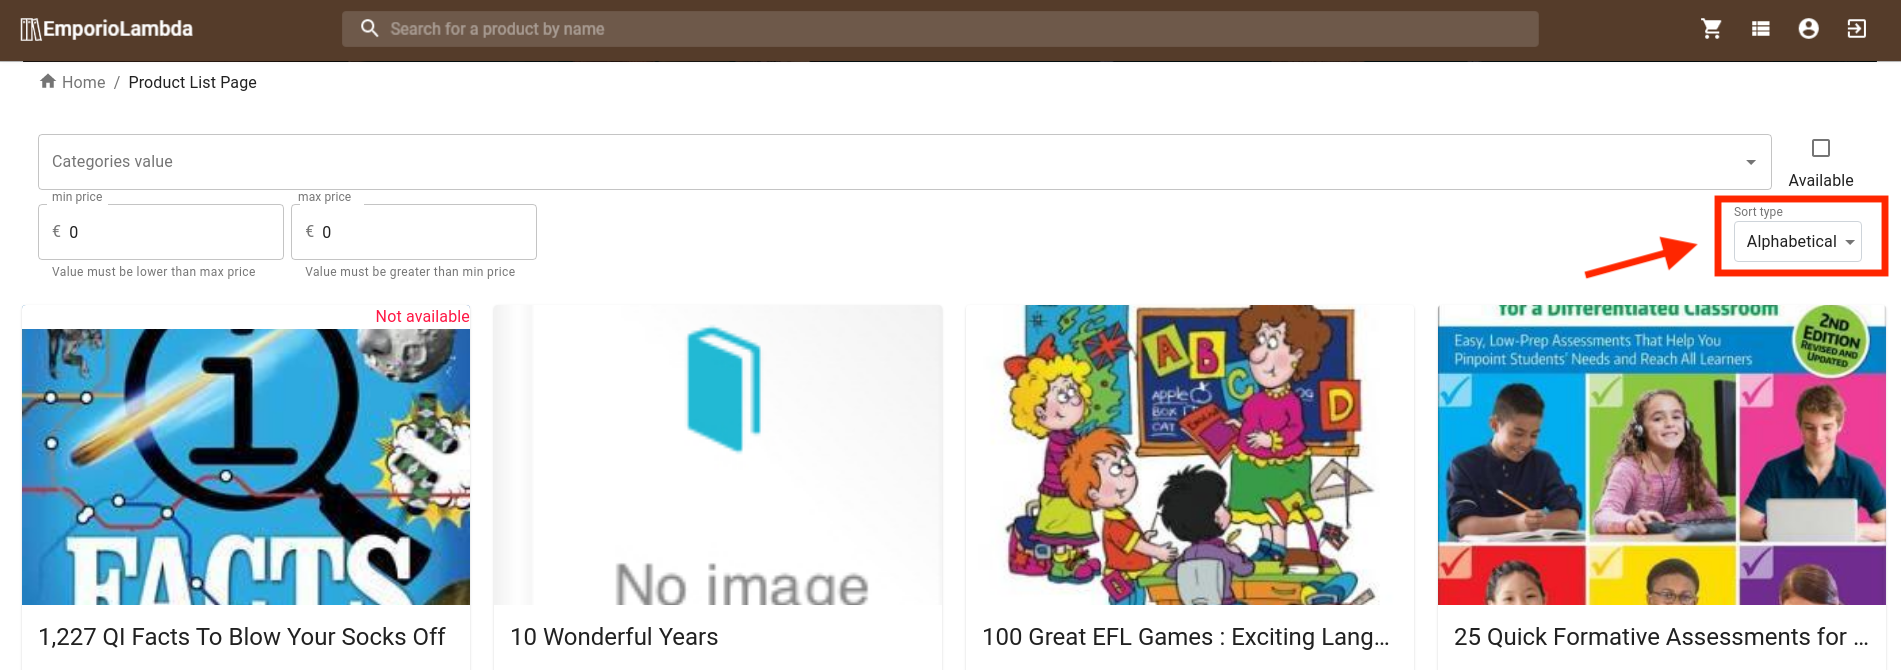 EmporioLambda
Search for a product by name
Home / Product List Page
Categories value
Available
min price
€ 0
Value must be lower than max price
max price
€ 0
Value must be greater than min price
Sort type
Alphabetical
Not available
i
FACTS
1,227 QI Facts To Blow Your Socks Off
No image
10 Wonderful Years
A B C D
apple
BOX
CAT
English
100 Great EFL Games : Exciting Lang...
for a Differentiated Classroom
Easy, Low-Prep Assessments That Help You
Pinpoint Students' Needs and Reach All Learners
2ND
EDITION
REVISED AND
UPDATED
25 Quick Formative Assessments for ...